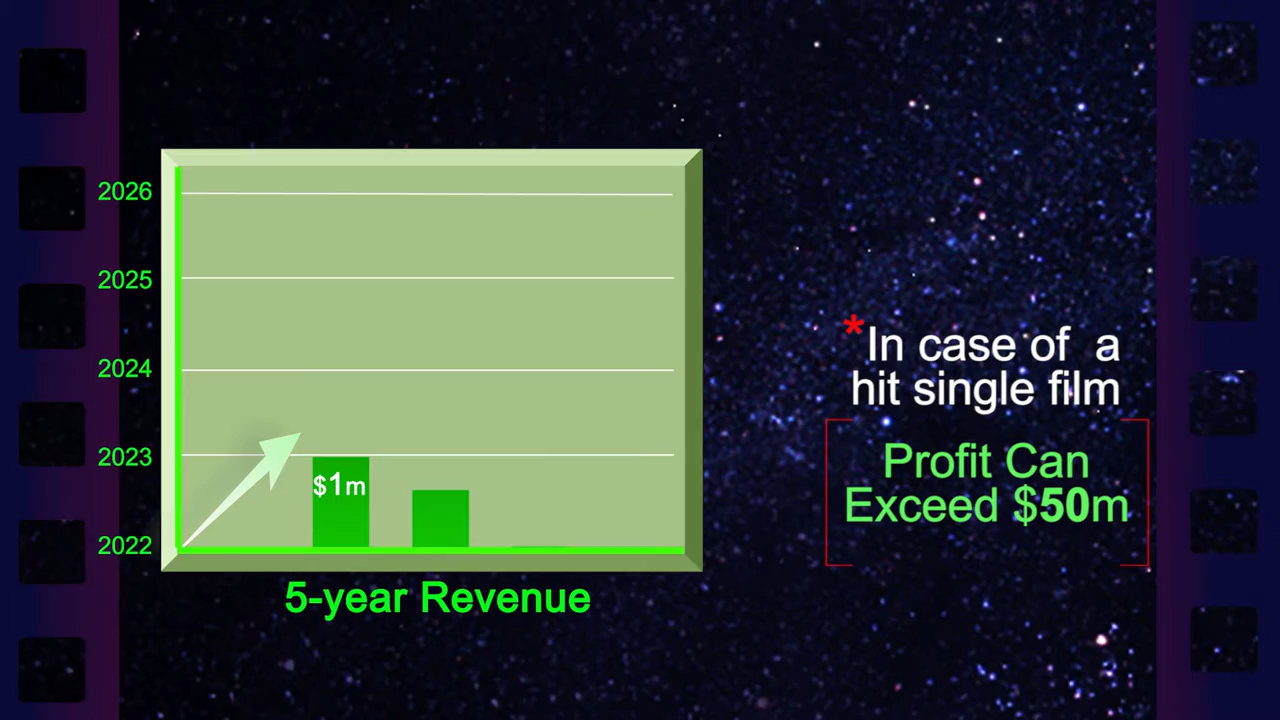 2026
2025
2024
2023
2022
$1m
5-year Revenue
*In case of a
hit single film
Profit Can
Exceed $50m